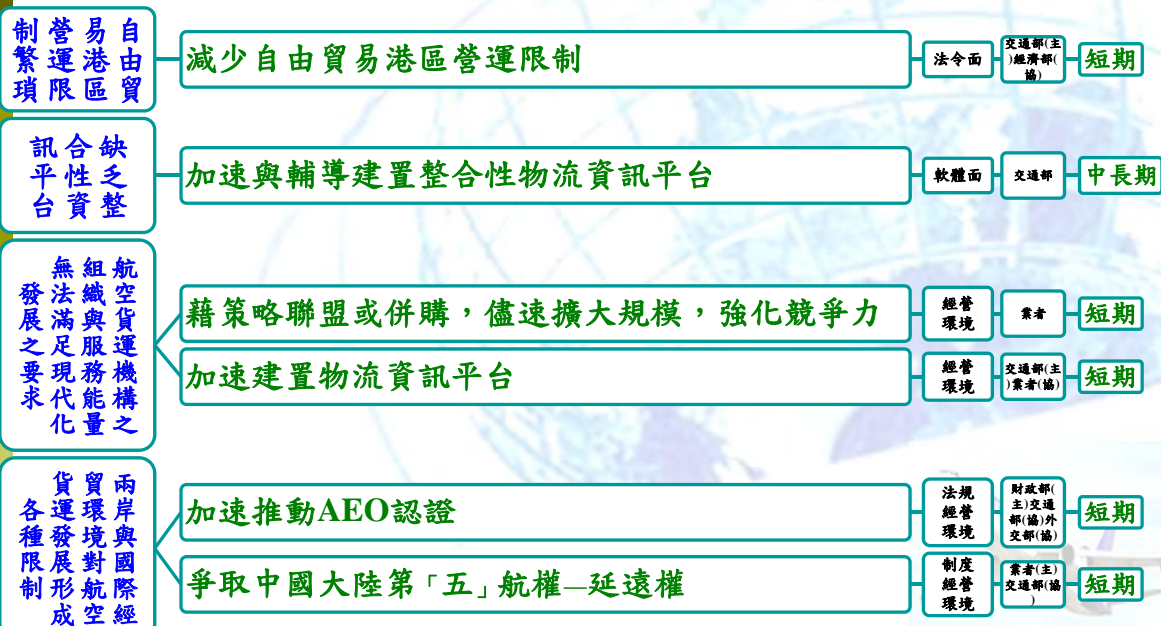 自由貿
易港區
營運限
制繁瑣
減少自由貿易港區營運限制
法令面
交通部(主
)經濟部(
協)
短期
缺乏整
合性資
訊平台
加速與輔導建置整合性物流資訊平台
軟體面
交通部
中長期
航空貨運機構之
組織與服務能量
無法滿足現代化
發展之要求
藉策略聯盟或併購，儘速擴大規模，強化競爭力
經營
環境
業者
短期
加速建置物流資訊平台
經營
環境
交通部(主
)業者(協)
短期
兩岸與國際經
貿環境對航空
貨運發展形成
各種限制
加速推動AEO認證
法規
經營
環境
財政部(
主)交通
部(協)外
交部(協)
短期
爭取中國大陸第「五」航權—延遠權
制度
經營
環境
業者(主)
交通部(協
)
短期